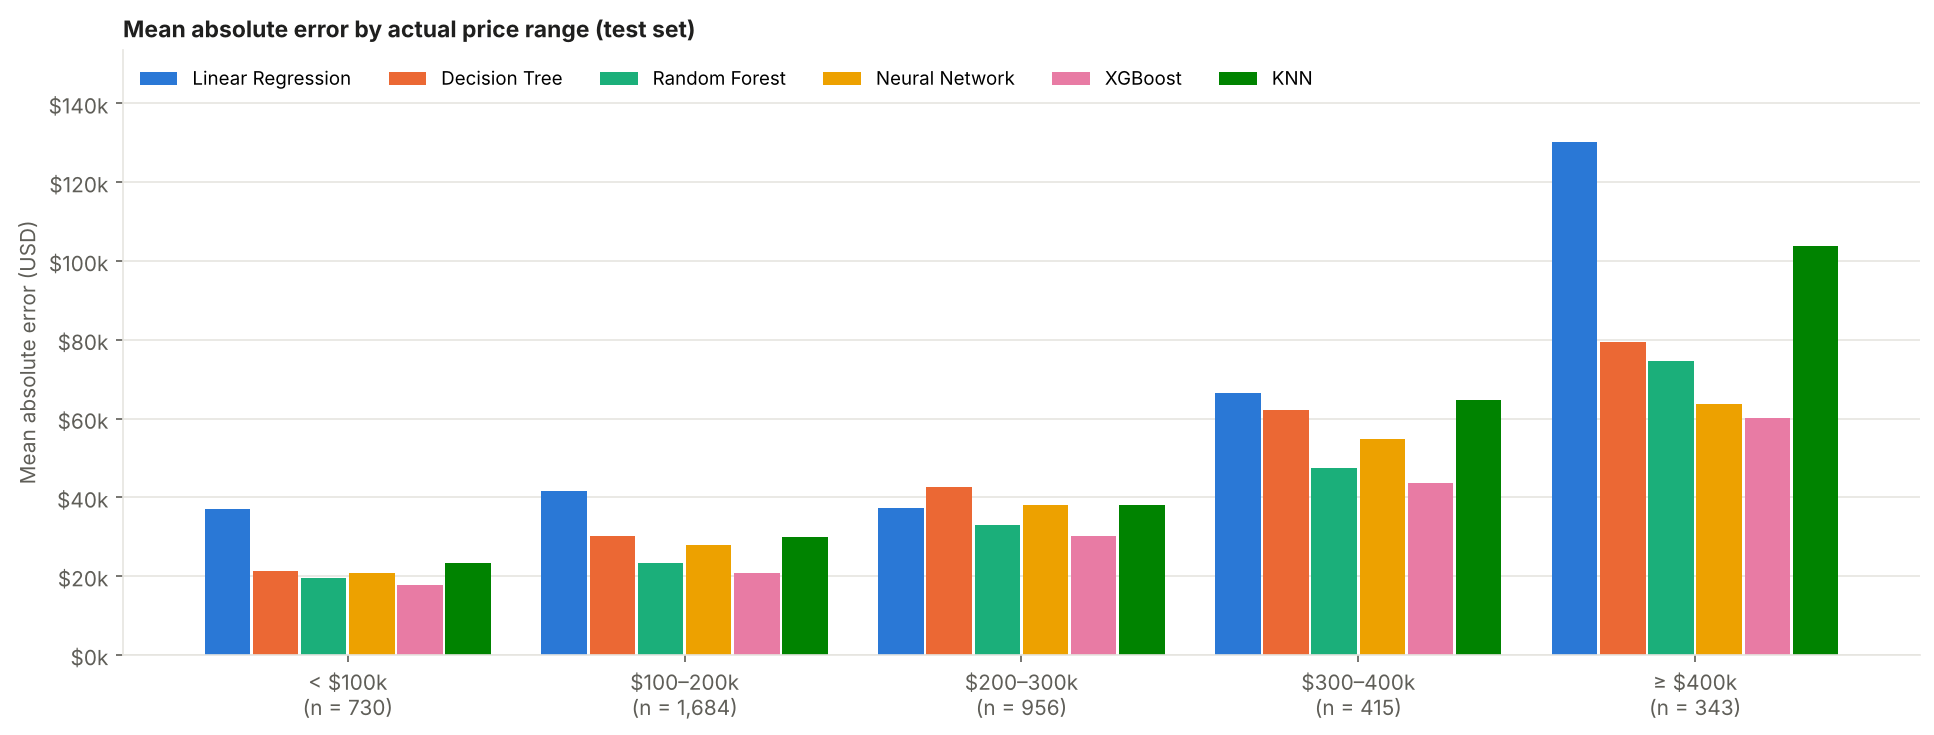 Mean absolute error by actual price range (test set)
Linear Regression Decision Tree Random Forest Neural Network XGBoost KNN
Mean absolute error (USD)
$140k
$120k
$100k
$80k
$60k
$40k
$20k
$0k
< $100k $100–200k $200–300k $300–400k ≥ $400k
(n = 730) (n = 1,684) (n = 956) (n = 415) (n = 343)